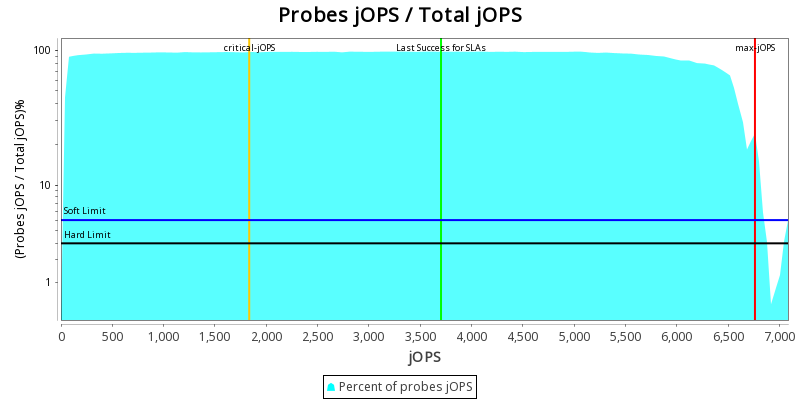 Probes jOPS / Total jOPS
(Probes jOPS / Total jOPS)%
100
10
1
critical-jOPS
Last Success for SLAs
max-jOPS
Soft Limit
Hard Limit
0 500 1,000 1,500 2,000 2,500 3,000 3,500 4,000 4,500 5,000 5,500 6,000 6,500 7,000
jOPS
Percent of probes jOPS